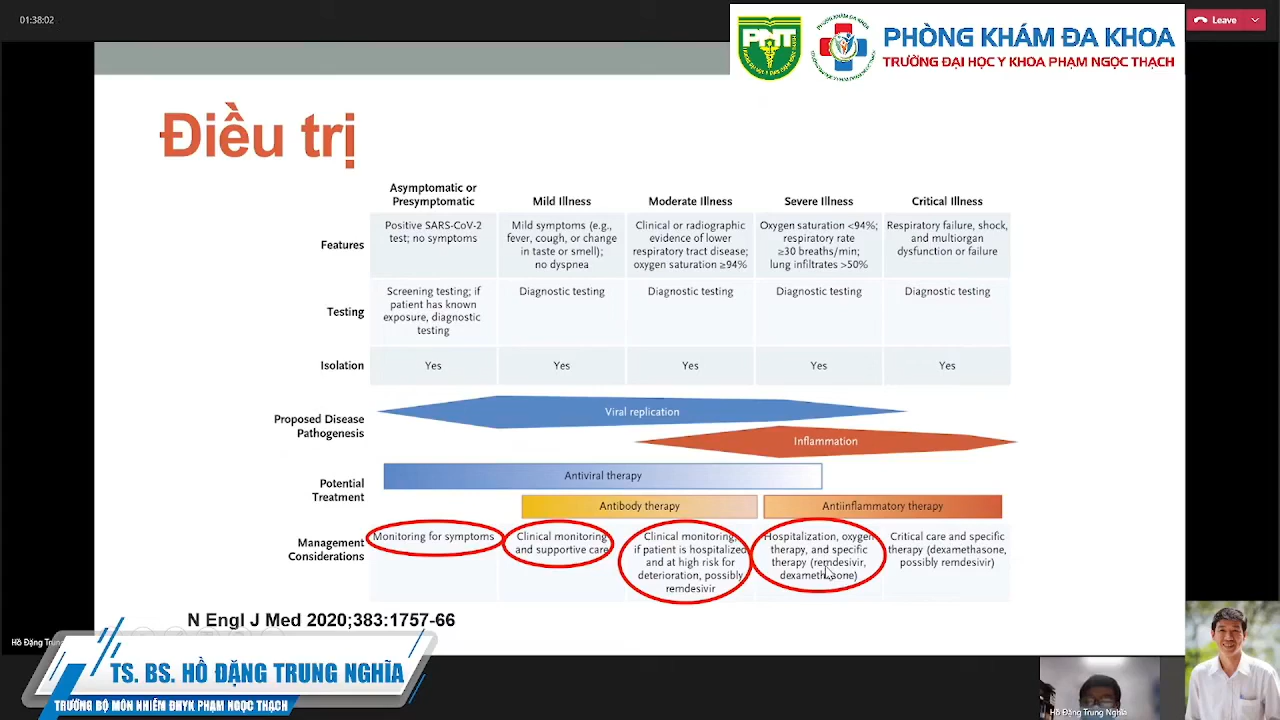 01:38:02
Leave
PNT
PHÒNG KHÁM ĐA KHOA
TRƯỜNG ĐẠI HỌC Y KHOA PHẠM NGỌC THẠCH
Điều trị
Asymptomatic or
Presymptomatic
Mild Illness
Moderate Illness
Severe Illness
Critical Illness
Features
Positive SARS-CoV-2
test; no symptoms
Mild symptoms (e.g.,
fever, cough, or change
in taste or smell);
no dyspnea
Clinical or radiographic
evidence of lower
respiratory tract disease;
oxygen saturation ≥94%
Oxygen saturation <94%;
respiratory rate
≥30 breaths/min;
lung infiltrates >50%
Respiratory failure, shock,
and multiorgan
dysfunction or failure
Testing
Screening testing; if
patient has known
exposure, diagnostic
testing
Diagnostic testing
Diagnostic testing
Diagnostic testing
Diagnostic testing
Isolation
Yes
Yes
Yes
Yes
Yes
Proposed Disease
Pathogenesis
Viral replication
Inflammation
Potential
Treatment
Antiviral therapy
Antibody therapy
Antiinflammatory therapy
Management
Considerations
Monitoring for symptoms
Clinical monitoring
and supportive care
Clinical monitoring;
if patient is hospitalized
and at high risk for
deterioration, possibly
remdesivir
Hospitalization, oxygen
therapy, and specific
therapy (remdesivir,
dexamethasone)
Critical care and specific
therapy (dexamethasone,
possibly remdesivir)
N Engl J Med 2020;383:1757-66
Hồ Đặng Trung
TS. BS. HỒ ĐẶNG TRUNG NGHĨA
TRƯỜNG BỘ MÔN NHIỄM ĐHYK PHẠM NGỌC THẠCH
Hồ Đặng Trung Nghĩa